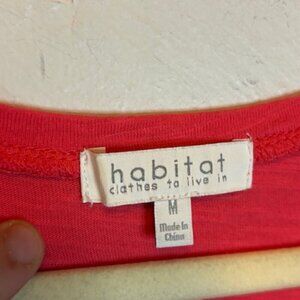 habitat
clothes to live in
M
Made in
China